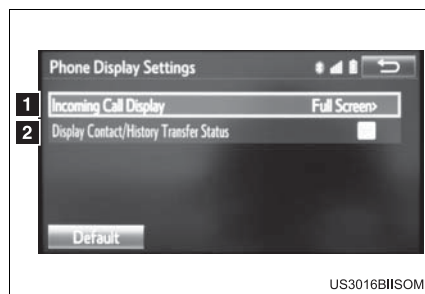 Phone Display Settings
1 Incoming Call Display Full Screen>
2 Display Contact/History Transfer Status
Default
US3016BIISOM